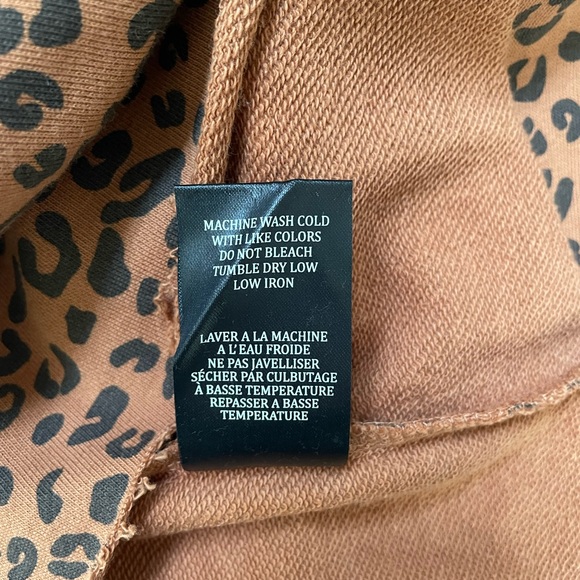 MACHINE WASH COLD
WITH LIKE COLORS
DO NOT BLEACH
TUMBLE DRY LOW
LOW IRON
LAVER A LA MACHINE
A L'EAU FROIDE
NE PAS JAVELLISER
SÉCHER PAR CULBUTAGE
À BASSE TEMPERATURE
REPASSER A BASSE
TEMPERATURE